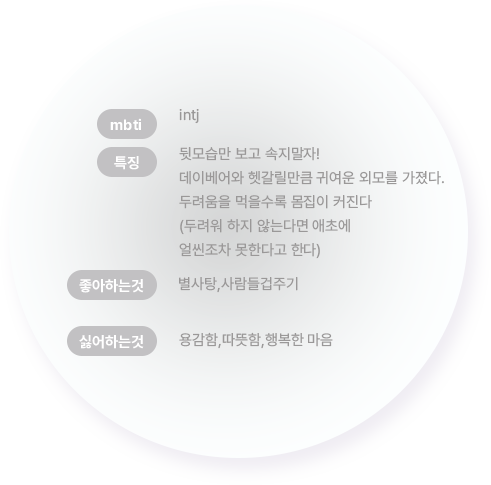 mbti
intj
특징
뒷모습만 보고 속지말자!
데이베어와 헷갈릴만큼 귀여운 외모를 가졌다.
두려움을 먹을수록 몸집이 커진다
(두려워 하지 않는다면 애초에
얼씬조차 못한다고 한다)
좋아하는것
별사탕,사람들겁주기
싫어하는것
용감함,따뜻함,행복한 마음